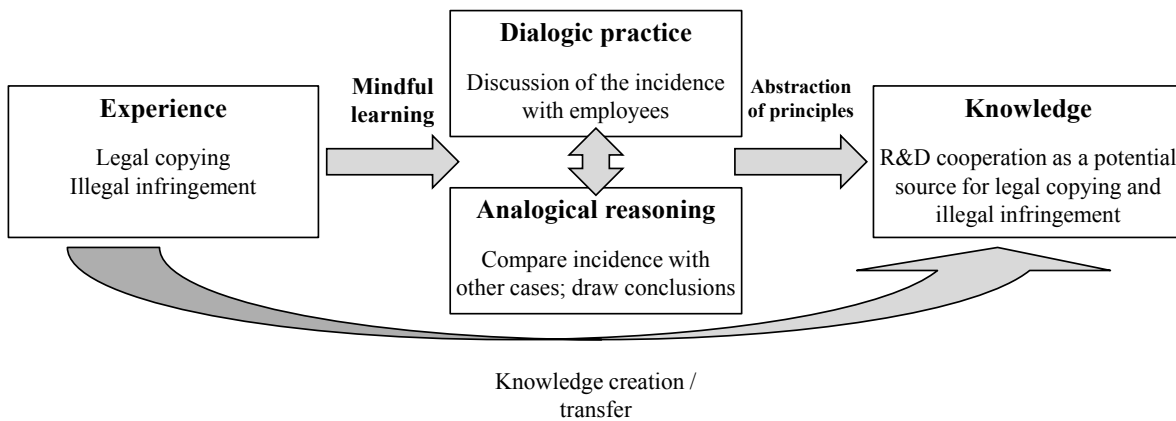 Experience
Legal copying
Illegal infringement
Mindful
learning
Dialogic practice
Discussion of the incidence
with employees
Analogical reasoning
Compare incidence with
other cases; draw conclusions
Abstraction
of principles
Knowledge
R&D cooperation as a potential
source for legal copying and
illegal infringement
Knowledge creation /
transfer